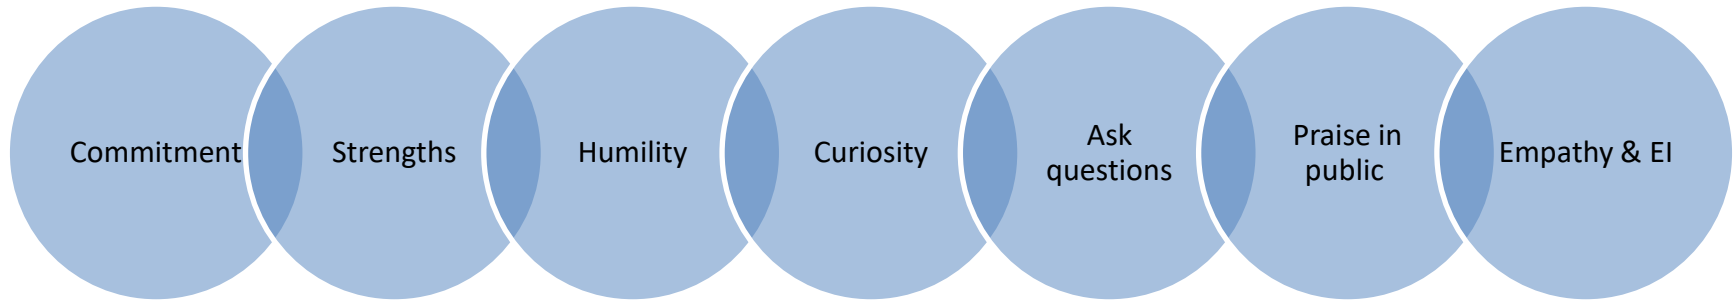 Commitment
Strengths
Humility
Curiosity
Ask
questions
Praise in
public
Empathy & EI